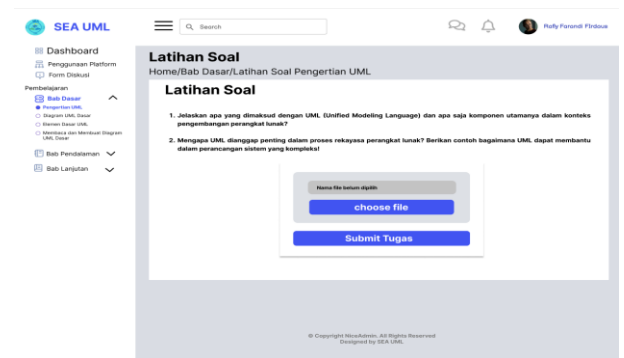 SEA UML
Search
Rafly Farandi Firdaus
Dashboard
Penggunaan Platform
Form Diskusi
Pembelajaran
Bab Dasar
Pengertian UML
Diagram UML Dasar
Elemen Dasar UML
Membaca dan Membuat Diagram
UML Dasar
Bab Pendalaman
Bab Lanjutan
Latihan Soal
Home/Bab Dasar/Latihan Soal Pengertian UML
Latihan Soal
1. Jelaskan apa yang dimaksud dengan UML (Unified Modeling Language) dan apa saja komponen utamanya dalam konteks
pengembangan perangkat lunak?
2. Mengapa UML dianggap penting dalam proses rekayasa perangkat lunak? Berikan contoh bagaimana UML dapat membantu
dalam perancangan sistem yang kompleks!
Nama file belum dipilih
choose file
Submit Tugas
© Copyright NiceAdmin. All Rights Reserved
Designed by SEA UML